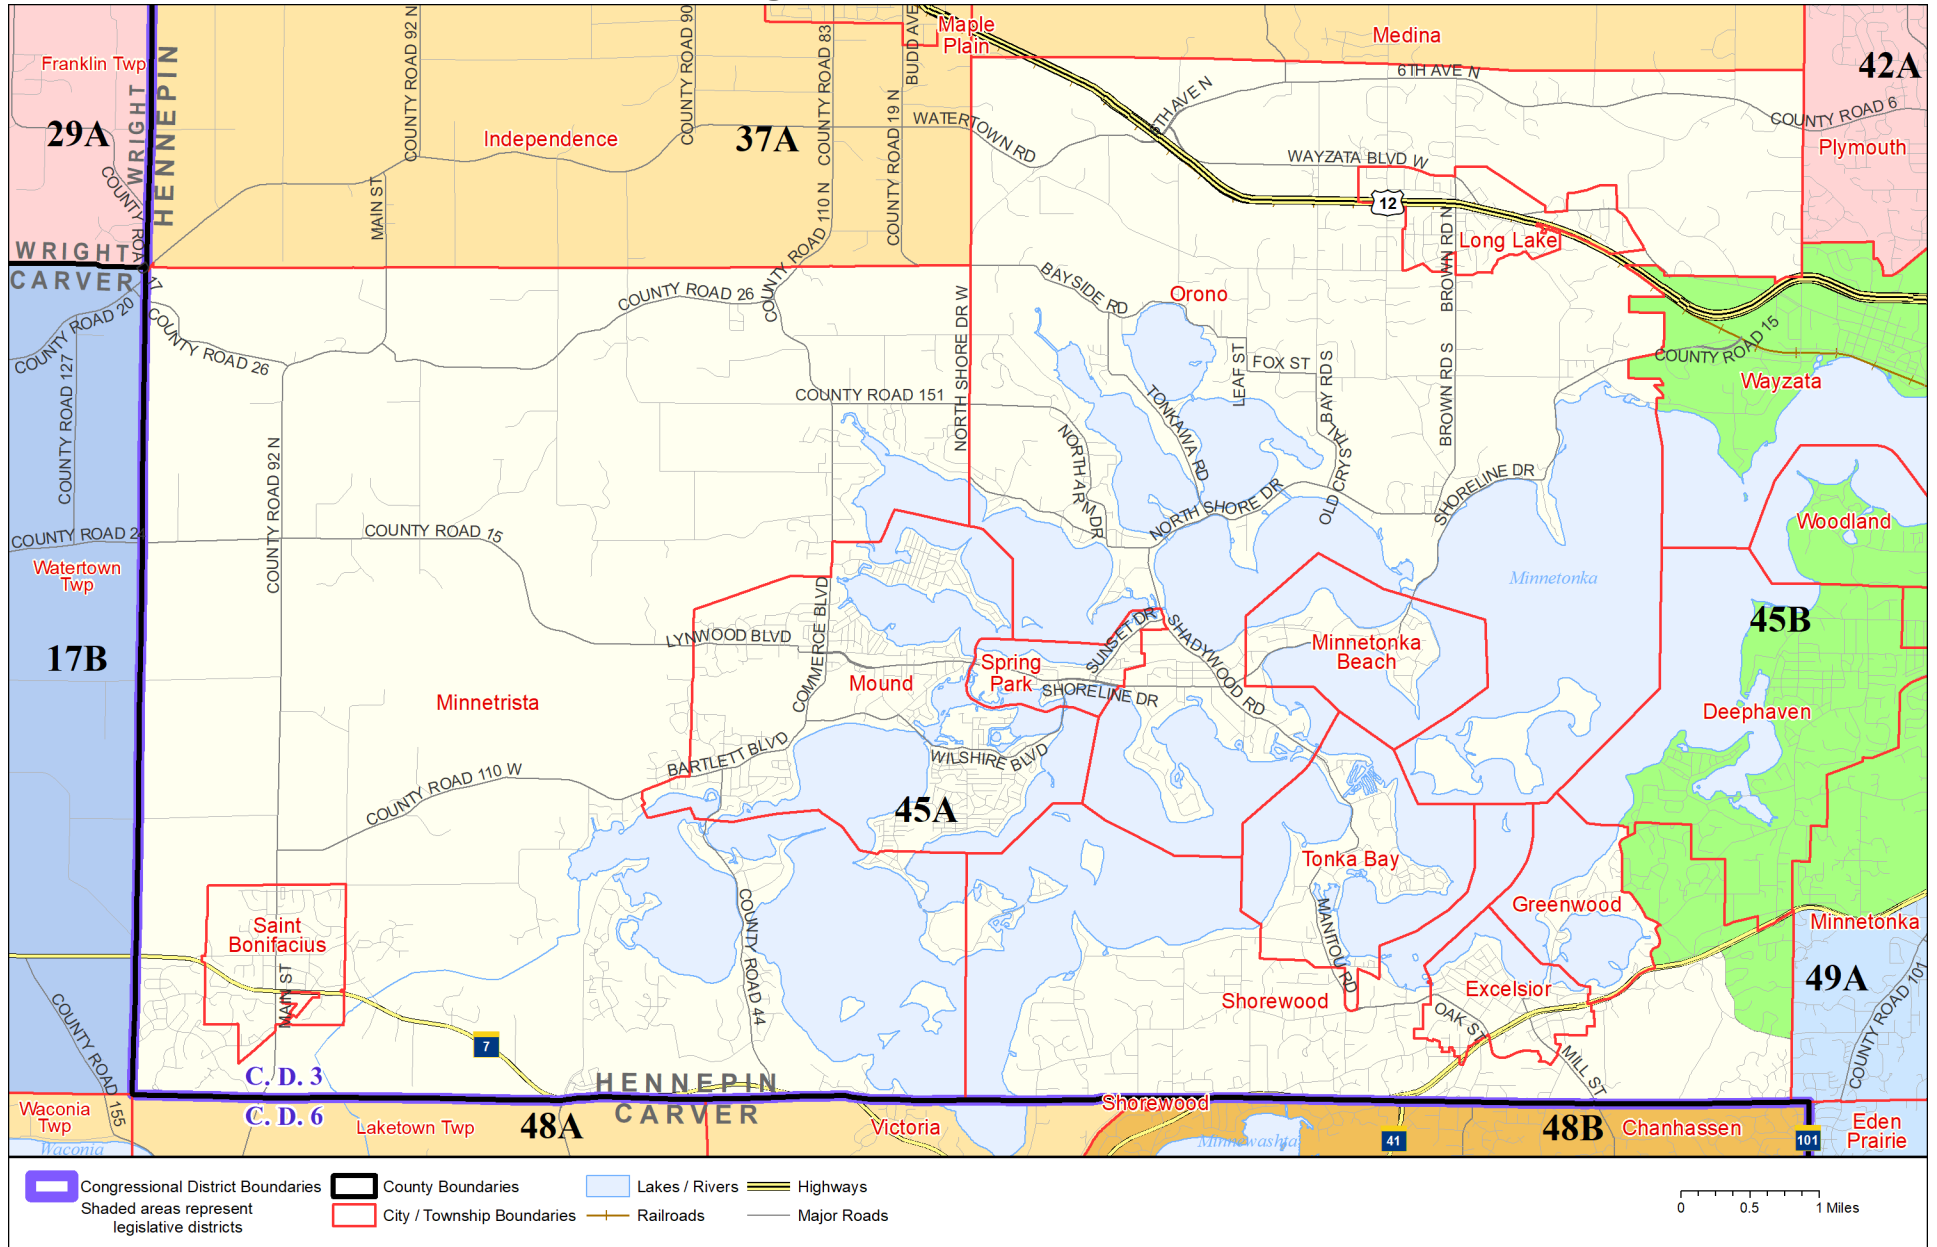 Maple
Plain
Medina
42A
Franklin Twp
29A
WRIGHT
HENNEPIN
COUNTY ROAD 92 N
Independence
COUNTY ROAD 90
37A
COUNTY ROAD 83
BUDD AVE
COUNTY ROAD 19 N
WATERTOWN RD
6TH AVE N
6TH AVE N
COUNTY ROAD 6
Plymouth
WAYZATA BLVD W
12
Long Lake
MAIN ST
COUNTY ROAD 110 N
WRIGHT
CARVER
17
COUNTY ROAD 20
COUNTY ROAD 127
COUNTY ROAD 26
COUNTY ROAD 26
BAYSIDE RD
Orono
BROWN RD N
NORTH SHORE DR W
COUNTY ROAD 15
Wayzata
LEAF ST
FOX ST
BAY RD S
BROWN RD S
COUNTY ROAD 151
TONKAWA RD
NORTH ARM DR
OLD CRYSTAL
NORTH SHORE DR
SHORELINE DR
Woodland
COUNTY ROAD 92 N
COUNTY ROAD 15
COUNTY ROAD 24
Watertown
Twp
17B
Minnetonka
45B
COMMERCE BLVD
LYNWOOD BLVD
SUNSET DR
SHADYWOOD RD
Minnetonka
Beach
Spring
Park
Mound
SHORELINE DR
Minnetrista
Deephaven
BARTLETT BLVD
WILSHIRE BLVD
COUNTY ROAD 110 W
45A
Tonka Bay
Greenwood
Saint
Bonifacius
COUNTY ROAD 44
MANITOU RD
Minnetonka
49A
COUNTY ROAD 101
Shorewood
Excelsior
OAK ST
MILL ST
MAIN ST
7
COUNTY ROAD 155
C. D. 3
C. D. 6
HENNEPIN
CARVER
Shorewood
Waconia
Twp
Waconia
Laketown Twp
48A
Victoria
Minnewashta
41
48B
Chanhassen
101
Eden
Prairie
Congressional District Boundaries
Shaded areas represent
legislative districts
County Boundaries
City / Township Boundaries
Lakes / Rivers
Railroads
Highways
Major Roads
0 0.5 1 Miles